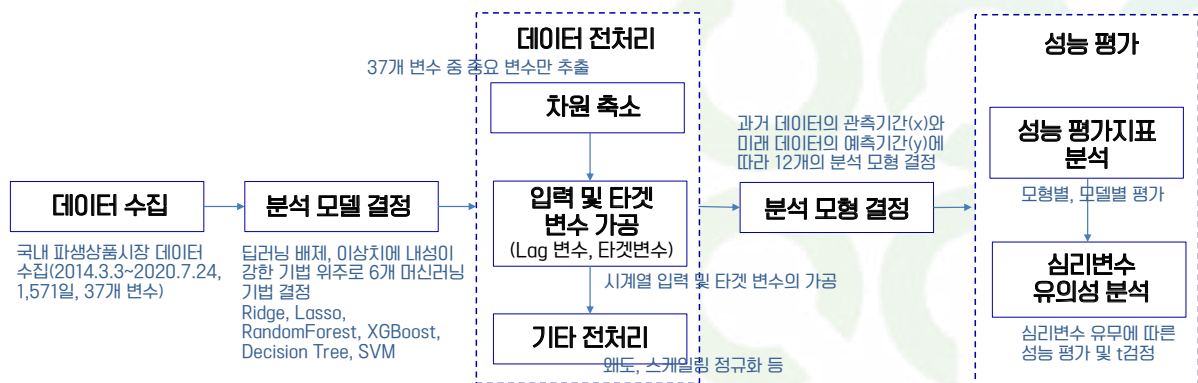 데이터 수집
국내 파생상품시장 데이터
수집(2014.3.3~2020.7.24,
1,571일, 37개 변수)
분석 모델 결정
딥러닝 배제, 이상치에 내성이
강한 기법 위주로 6개 머신러닝
기법 결정
Ridge, Lasso,
RandomForest, XGBoost,
Decision Tree, SVM
데이터 전처리
37개 변수 중 중요 변수만 추출
차원 축소
입력 및 타겟
변수 가공
(Lag 변수, 타겟변수)
시계열 입력 및 타겟 변수의 가공
기타 전처리
왜도, 스케일링 정규화 등
과거 데이터의 관측기간(x)와
미래 데이터의 예측기간(y)에
따라 12개의 분석 모형 결정
분석 모형 결정
성능 평가
성능 평가지표
분석
모형별, 모델별 평가
심리변수
유의성 분석
심리변수 유무에 따른
성능 평가 및 t검정